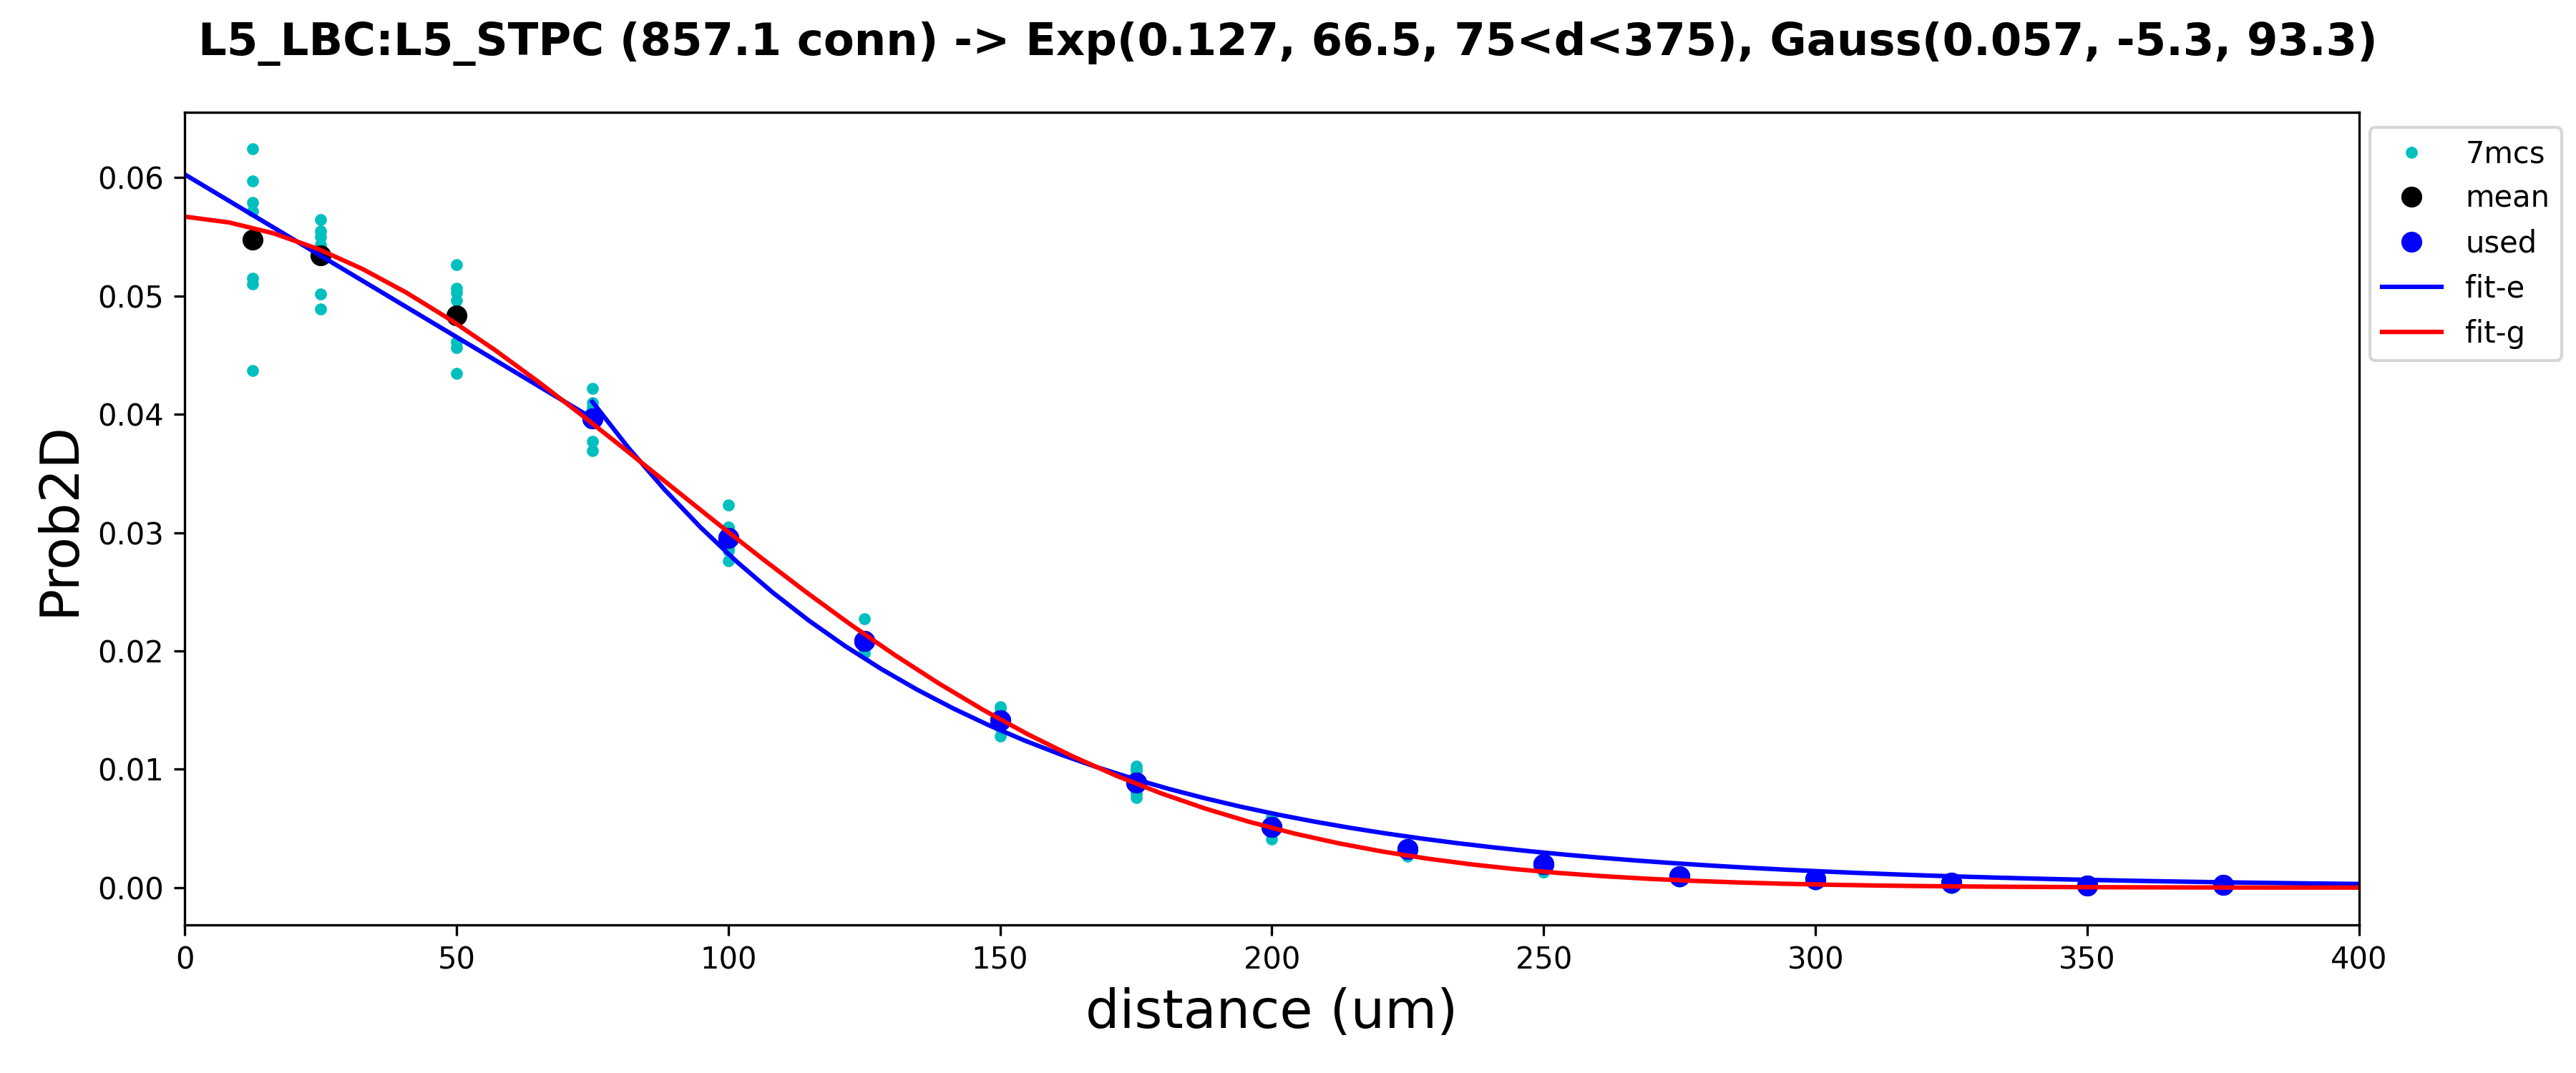 L5_LBC:L5_STPC (857.1 conn) -> Exp(0.127, 66.5, 75<d<375), Gauss(0.057, -5.3, 93.3)
7mcs
mean
used
fit-e
fit-g
Prob2D
0.06
0.05
0.04
0.03
0.02
0.01
0.00
0 50 100 150 200 250 300 350 400
distance (um)